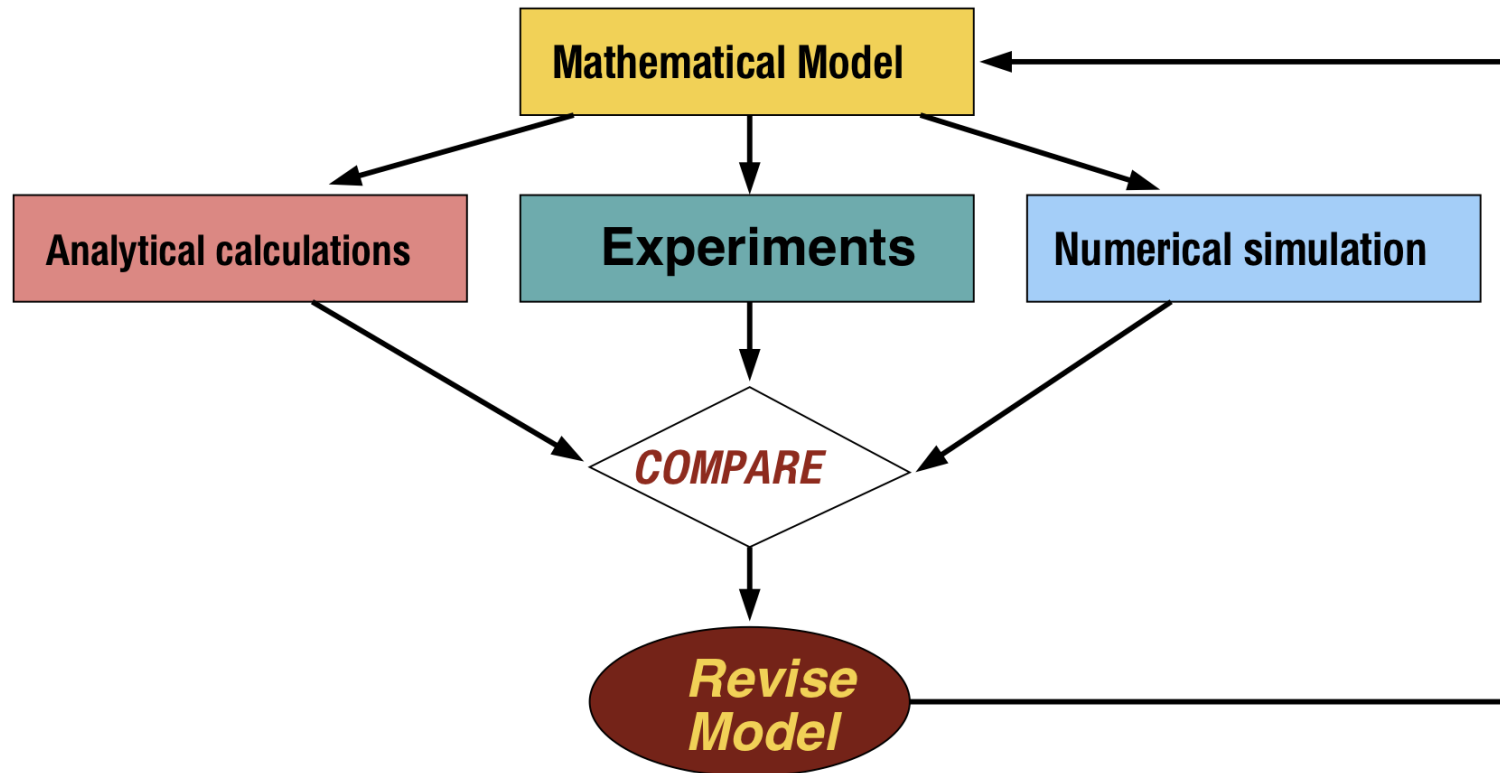 Mathematical Model
Analytical calculations
Experiments
Numerical simulation
COMPARE
Revise
Model